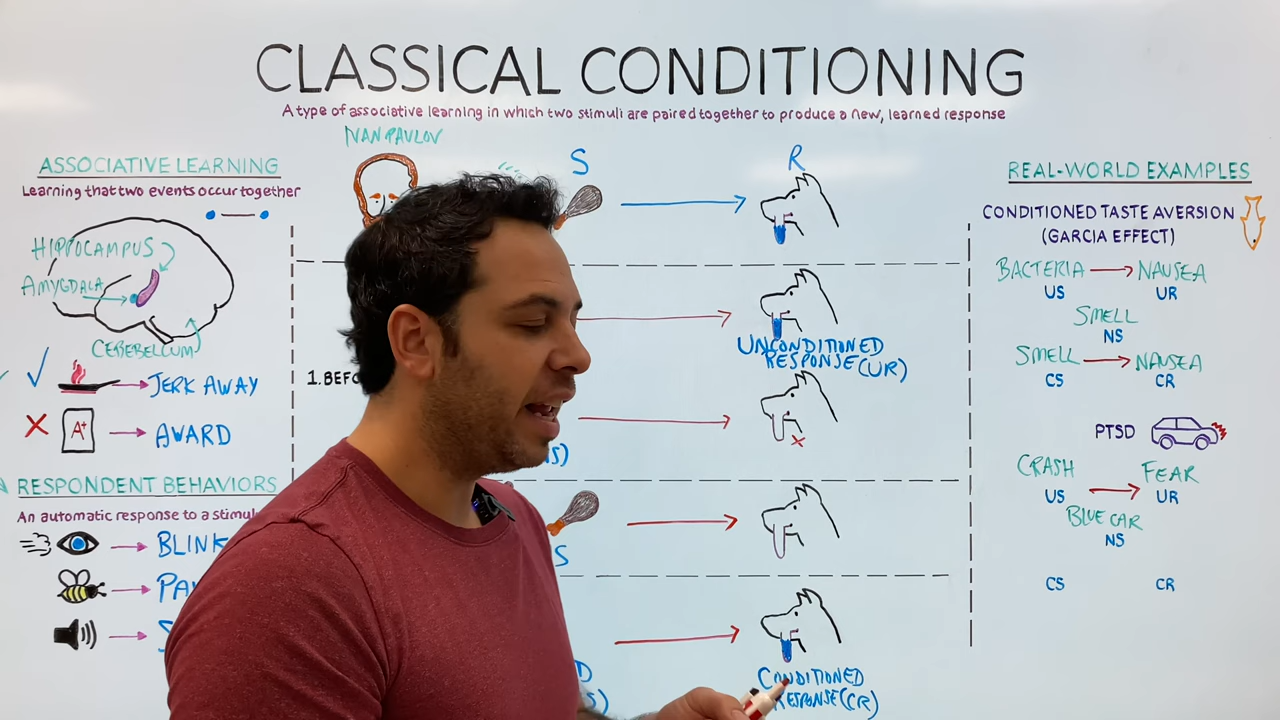 CLASSICAL CONDITIONING
A type of associative learning in which two stimuli are paired together to produce a new, learned response
ASSOCIATIVE LEARNING
Learning that two events occur together
HIPPOCAMPUS
AMYGDALA
CEREBELLUM
JERK AWAY
A+
AWARD
RESPONDENT BEHAVIORS
An automatic response to a
BLINK
IVAN PAVLOV
S
R
UNCONDITIONED
RESPONSE (UR)
1.
S)
S
D
S)
CONDITIONED
RESPONSE (CR)
REAL-WORLD EXAMPLES
CONDITIONED TASTE AVERSION
(GARCIA EFFECT)
BACTERIA NAUSEA
US UR
SMELL
NS
SMELL NAUSEA
CS CR
PTSD
CRASH FEAR
US UR
BLUE CAR
NS
CS CR